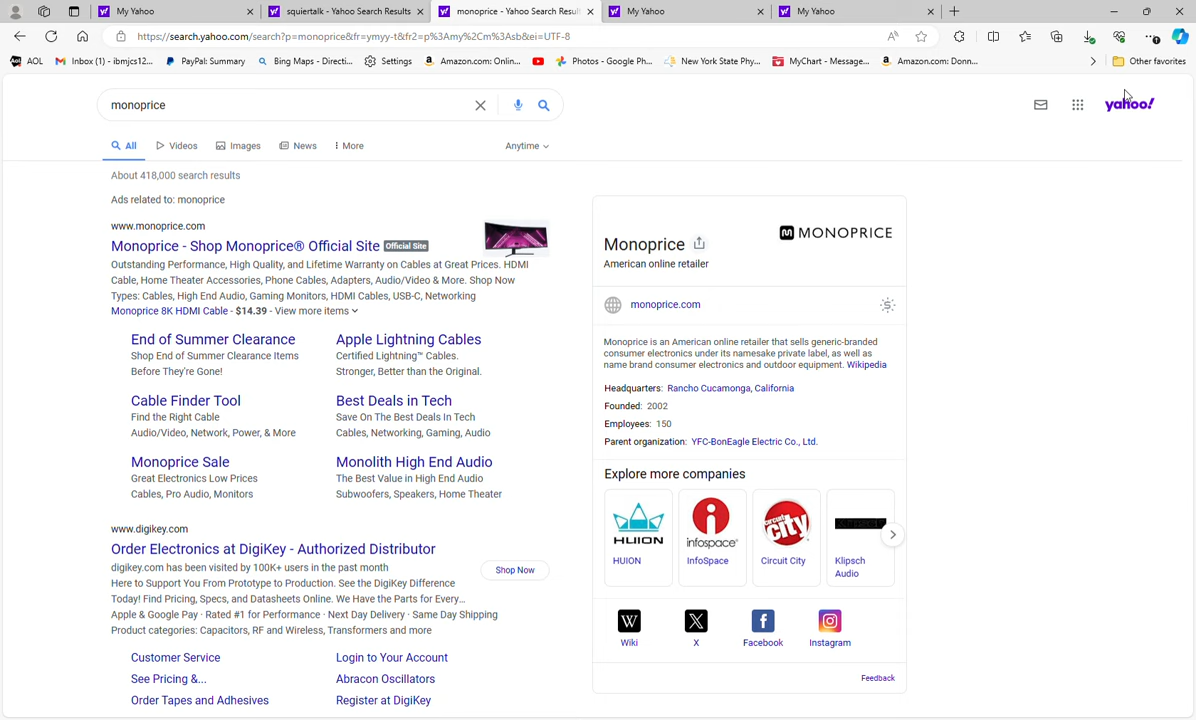 My Yahoo
squiertalk - Yahoo Search Results
monoprice - Yahoo Search Resul
My Yahoo
My Yahoo
https://search.yahoo.com/search?p=monoprice&fr=ymyy-t&fr2=p%3Amy%2Cm%3Asb&ei=UTF-8
AOL
Inbox (1) - ibmjcs12...
PayPal: Summary
Bing Maps - Directi...
Settings
Amazon.com: Onlin...
Photos - Google Ph...
New York State Phy...
MyChart - Message...
Amazon.com: Donn...
Other favorites
monoprice
yahoo!
All
Videos
Images
News
More
Anytime
About 418,000 search results
Ads related to: monoprice
www.monoprice.com
Monoprice - Shop Monoprice® Official Site Official Site
Outstanding Performance, High Quality, and Lifetime Warranty on Cables at Great Prices. HDMI
Cable, Home Theater Accessories, Phone Cables, Adapters, Audio/Video & More. Shop Now
Types: Cables, High End Audio, Gaming Monitors, HDMI Cables, USB-C, Networking
Monoprice 8K HDMI Cable - $14.39 - View more items
End of Summer Clearance
Shop End of Summer Clearance Items
Before They're Gone!
Apple Lightning Cables
Certified Lightning™ Cables.
Stronger, Better than the Original.
Cable Finder Tool
Find the Right Cable
Audio/Video, Network, Power, & More
Best Deals in Tech
Save On The Best Deals In Tech
Cables, Networking, Gaming, Audio
Monoprice Sale
Great Electronics Low Prices
Cables, Pro Audio, Monitors
Monolith High End Audio
The Best Value in High End Audio
Subwoofers, Speakers, Home Theater
www.digikey.com
Order Electronics at DigiKey - Authorized Distributor
digikey.com has been visited by 100K+ users in the past month
Here to Support You From Prototype to Production. See the DigiKey Difference
Today! Find Pricing, Specs, and Datasheets Online. We Have the Parts for Every...
Apple & Google Pay · Rated #1 for Performance · Next Day Delivery · Same Day Shipping
Product categories: Capacitors, RF and Wireless, Transformers and more
Shop Now
Customer Service
Login to Your Account
See Pricing &...
Abracon Oscillators
Order Tapes and Adhesives
Register at DigiKey
Monoprice
American online retailer
MONOPRICE
monoprice.com
Monoprice is an American online retailer that sells generic-branded
consumer electronics under its namesake private label, as well as
name brand consumer electronics and outdoor equipment. Wikipedia
Headquarters: Rancho Cucamonga, California
Founded: 2002
Employees: 150
Parent organization: YFC-BonEagle Electric Co., Ltd.
Explore more companies
HUION
infospace
circuit city
HUION
InfoSpace
Circuit City
Klipsch
Audio
Wiki
X
Facebook
Instagram
Feedback